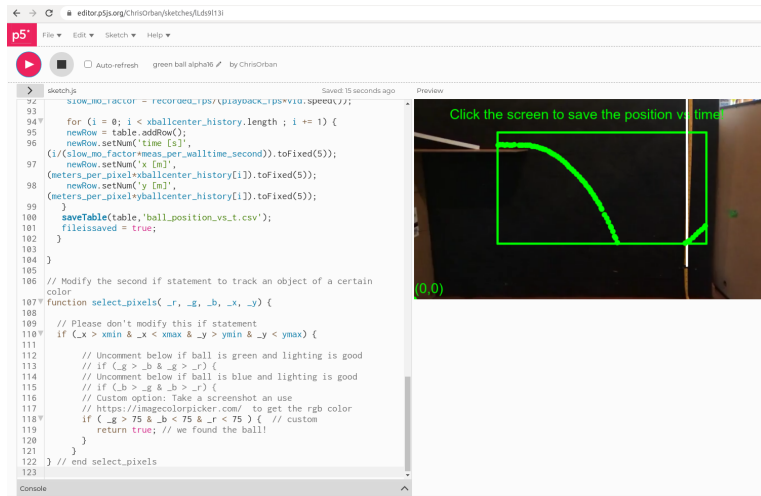 editor.p5js.org/ChrisOrban/sketches/lLds9l13i
p5*
File ▾ Edit ▾ Sketch ▾ Help ▾
Auto-refresh green ball alpha16 by ChrisOrban
> sketch.js Saved: 15 seconds ago Preview
92 slow_mo_factor = recorded_fps/(playback_fps*vid.speed());
93
94 for (i = 0; i < xballcenter_history.length ; i += 1) {
95 newRow = table.addRow();
96 newRow.setNum('time [s]',
(i/(slow_mo_factor*meas_per_walltime_second)).toFixed(5));
97 newRow.setNum('x [m]',
(meters_per_pixel*xballcenter_history[i]).toFixed(5));
98 newRow.setNum('y [m]',
(meters_per_pixel*yballcenter_history[i]).toFixed(5));
99 }
100 saveTable(table,'ball_position_vs_t.csv');
101 fileissaved = true;
102 }
103
104 }
105
106 // Modify the second if statement to track an object of a certain
color
107 function select_pixels( _r, _g, _b, _x, _y) {
108
109 // Please don't modify this if statement
110 if (_x > xmin & _x < xmax & _y > ymin & _y < ymax) {
111
112 // Uncomment below if ball is green and lighting is good
113 // if (_g > _b & _g > _r) {
114 // Uncomment below if ball is blue and lighting is good
115 // if (_b > _g & _b > _r) {
116 // Custom option: Take a screenshot an use
117 // https://imagecolorpicker.com/ to get the rgb color
118 if ( _g > 75 & _b < 75 & _r < 75 ) { // custom
119 return true; // we found the ball!
120 }
121 }
122 } // end select_pixels
123
Console
Click the screen to save the position vs time!
(0,0)